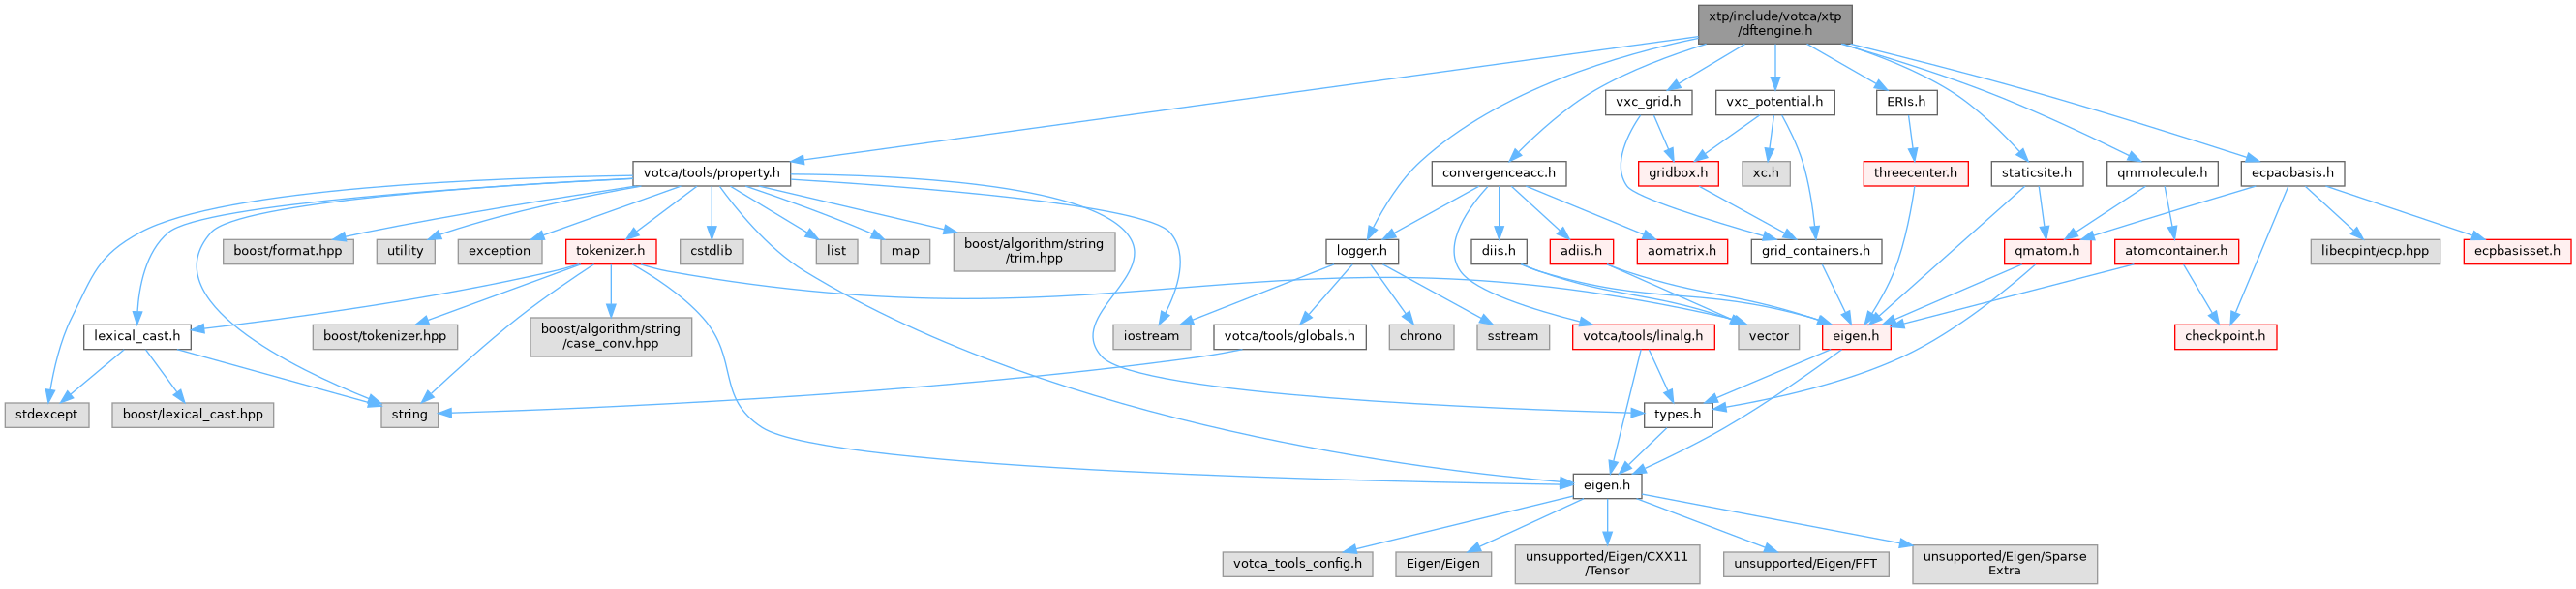 xtp/include/votca/xtp
/dftengine.h
vxc_grid.h
vxc_potential.h
ERIs.h
votca/tools/property.h
convergenceacc.h
gridbox.h
xc.h
threecenter.h
staticsite.h
qmmolecule.h
ecpaobasis.h
boost/format.hpp
utility
exception
tokenizer.h
cstdlib
list
map
boost/algorithm/string
/trim.hpp
logger.h
diis.h
adiis.h
aomatrix.h
grid_containers.h
qmatom.h
atomcontainer.h
libecpint/ecp.hpp
ecpbasisset.h
lexical_cast.h
boost/tokenizer.hpp
boost/algorithm/string
/case_conv.hpp
iostream
votca/tools/globals.h
chrono
sstream
votca/tools/linalg.h
vector
eigen.h
checkpoint.h
stdexcept
boost/lexical_cast.hpp
string
types.h
eigen.h
votca_tools_config.h
Eigen/Eigen
unsupported/Eigen/CXX11
/Tensor
unsupported/Eigen/FFT
unsupported/Eigen/Sparse
Extra